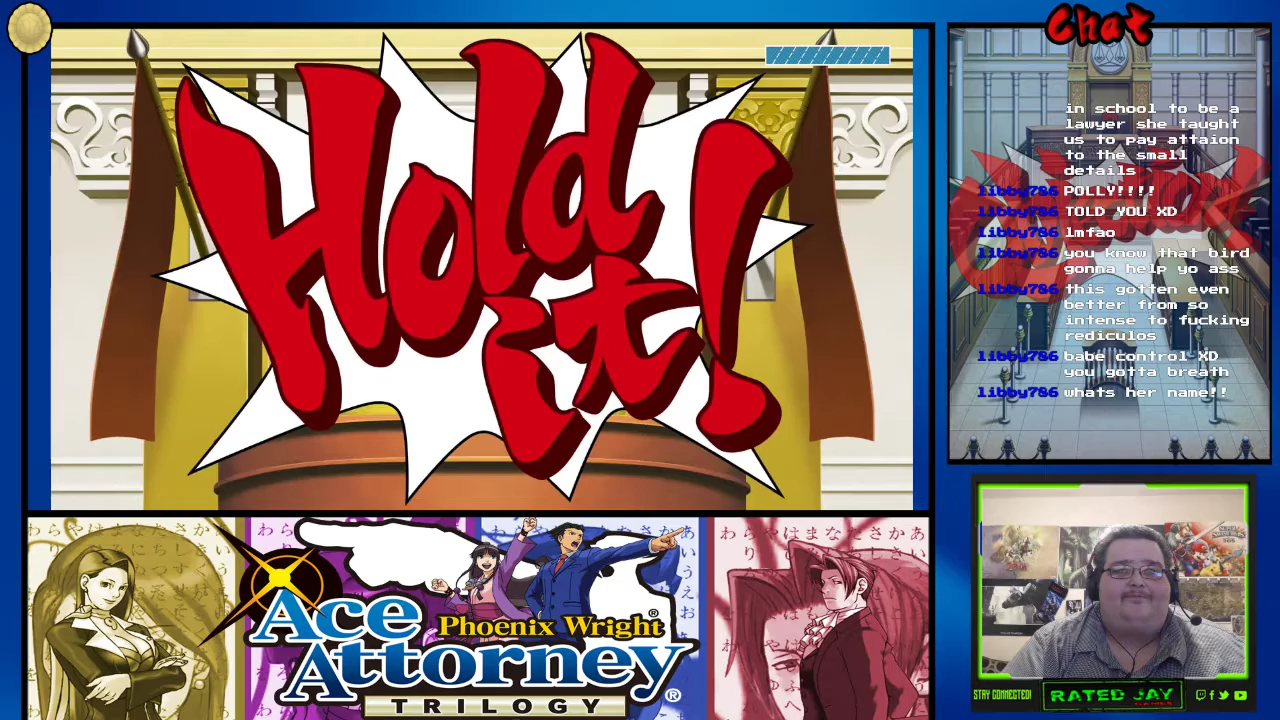 Hold
it!
Chat
in school to be a
lawyer she taught
us to pay attaion
to the small
details
libby786 POLLY!!!!
libby786 TOLD YOU XD
libby786 lmfao
libby786 you know that bird
gonna help yo ass
libby786 this gotten even
better from so
intense to fucking
rediculos
libby786 babe control XD
you gotta breath
libby786 whats her name!!
Ace
Phoenix Wright®
Attorney®
TRILOGY
STAY CONNECTED!
RATED JAY
GAMES